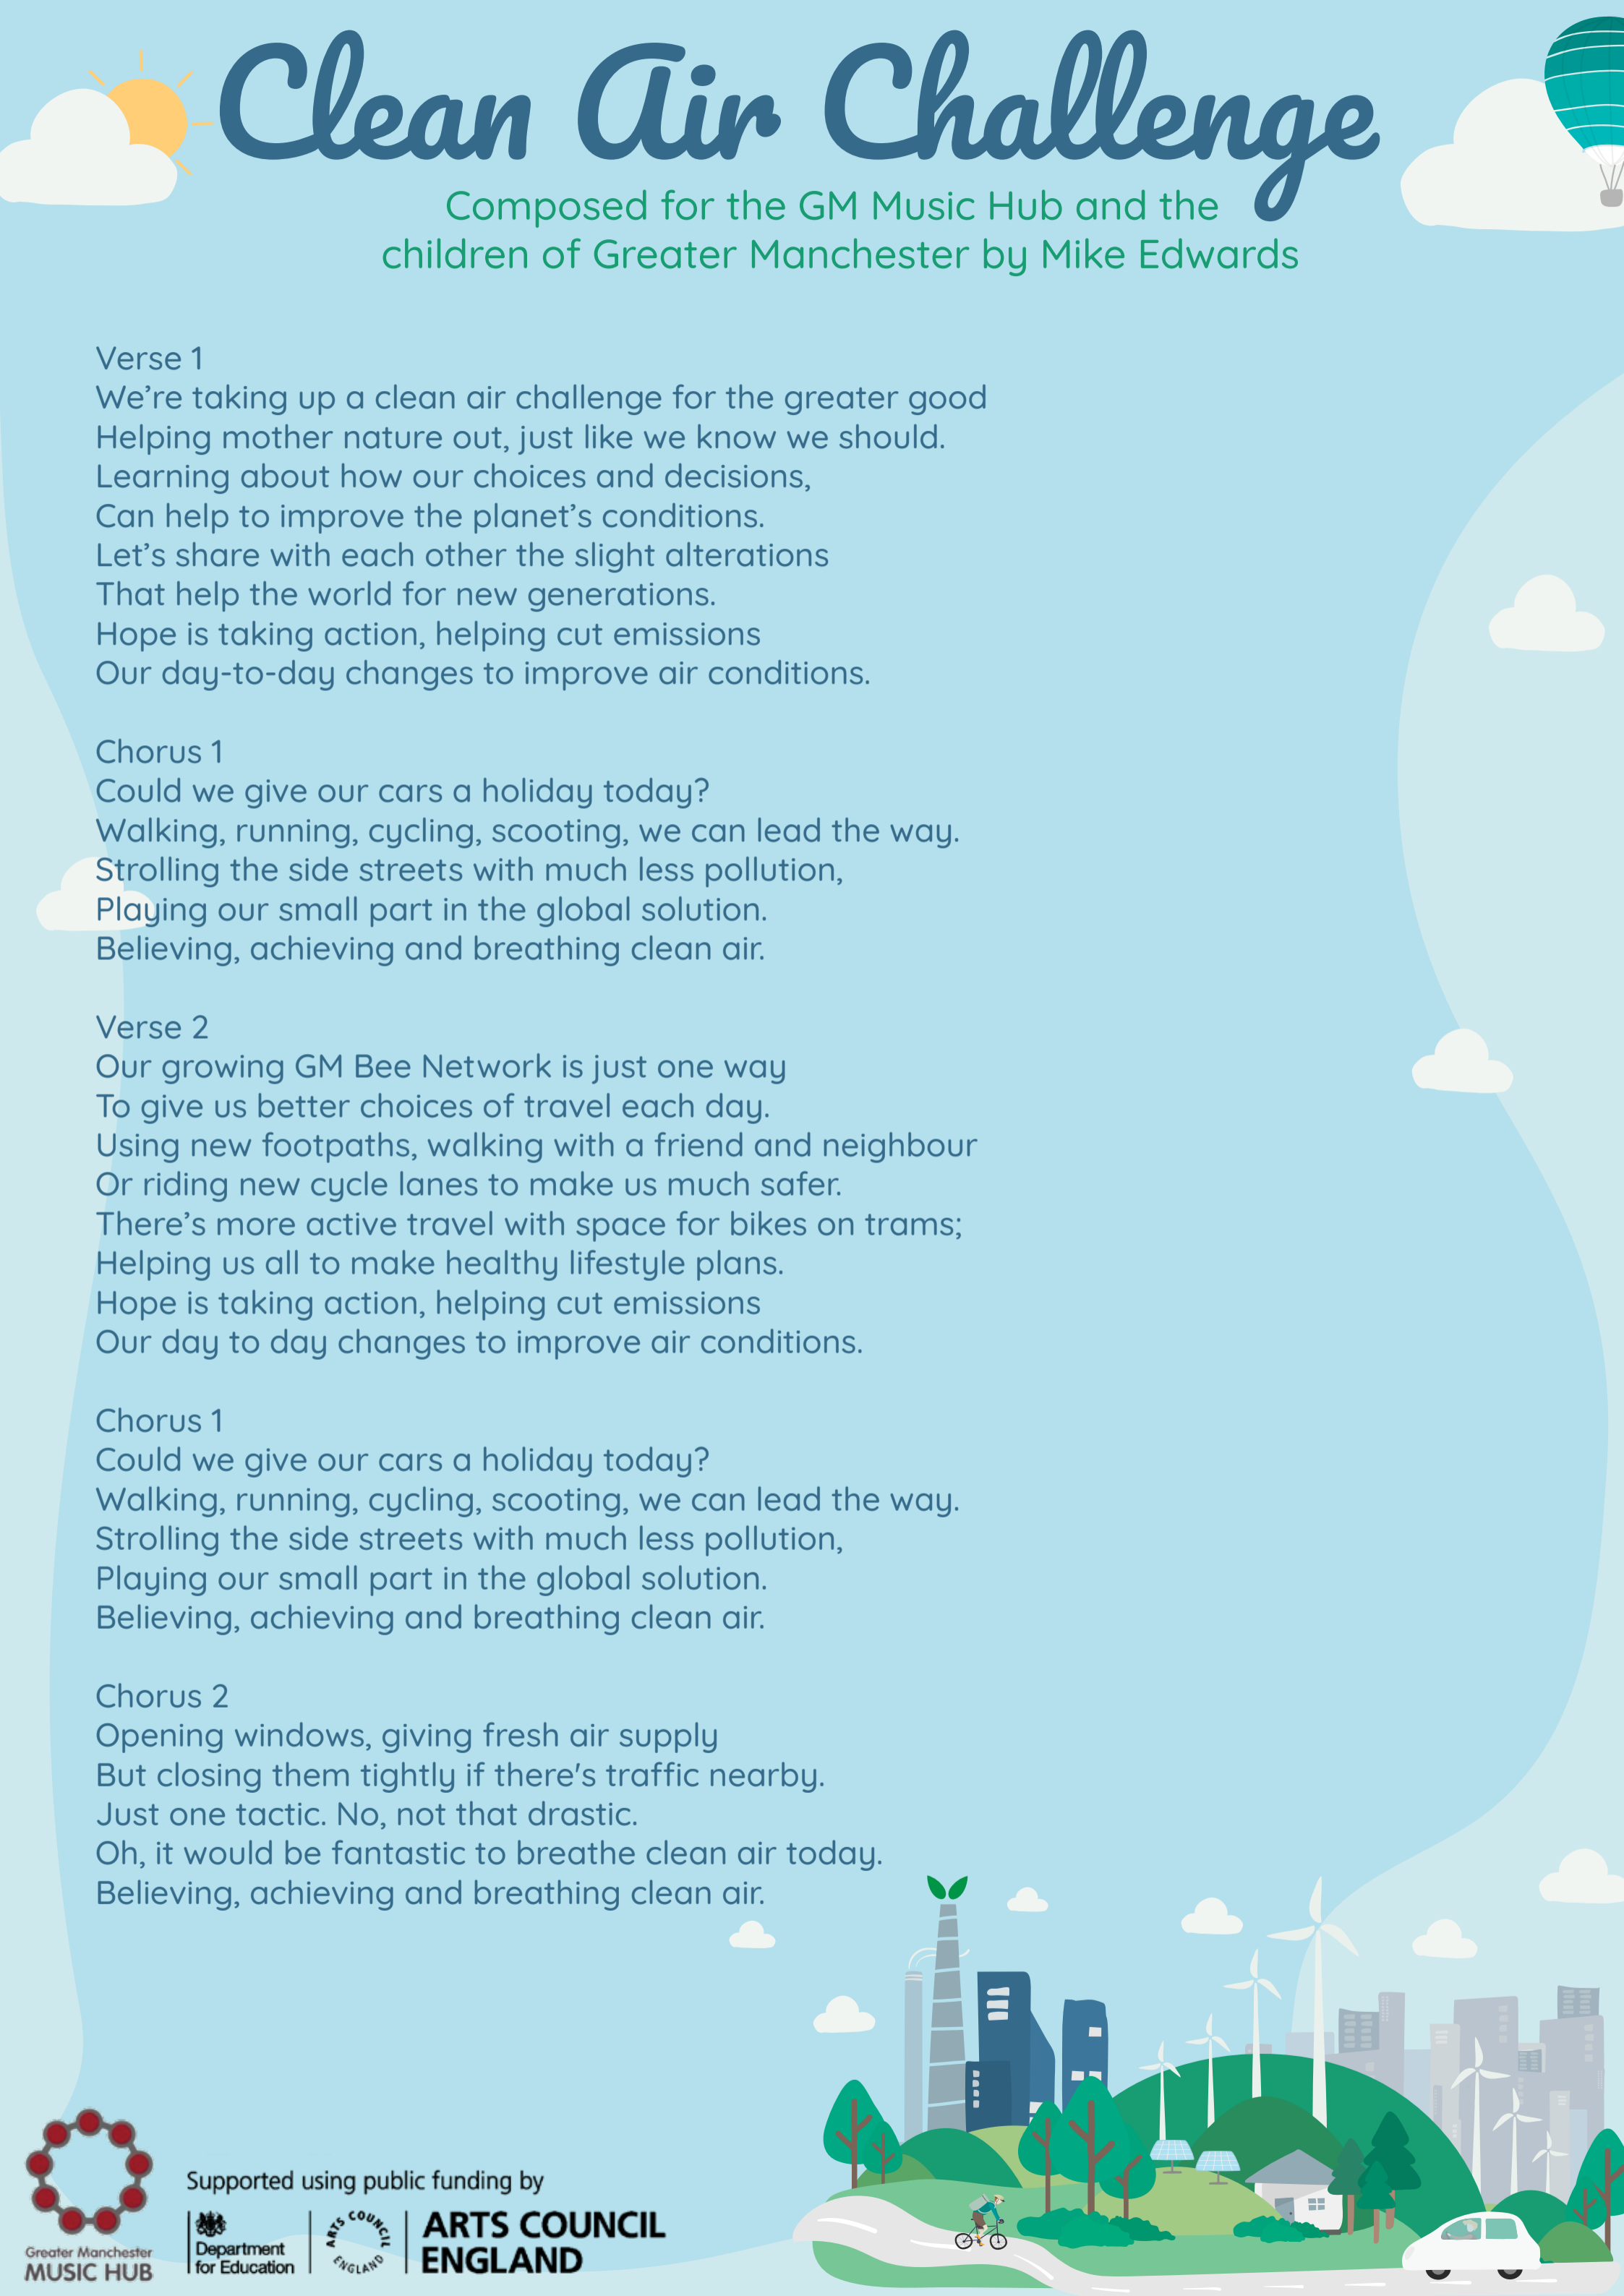 Clean Air Challenge
Composed for the GM Music Hub and the
children of Greater Manchester by Mike Edwards
Verse 1
We’re taking up a clean air challenge for the greater good
Helping mother nature out, just like we know we should.
Learning about how our choices and decisions,
Can help to improve the planet’s conditions.
Let’s share with each other the slight alterations
That help the world for new generations.
Hope is taking action, helping cut emissions
Our day-to-day changes to improve air conditions.
Chorus 1
Could we give our cars a holiday today?
Walking, running, cycling, scooting, we can lead the way.
Strolling the side streets with much less pollution,
Playing our small part in the global solution.
Believing, achieving and breathing clean air.
Verse 2
Our growing GM Bee Network is just one way
To give us better choices of travel each day.
Using new footpaths, walking with a friend and neighbour
Or riding new cycle lanes to make us much safer.
There’s more active travel with space for bikes on trams;
Helping us all to make healthy lifestyle plans.
Hope is taking action, helping cut emissions
Our day to day changes to improve air conditions.
Chorus 1
Could we give our cars a holiday today?
Walking, running, cycling, scooting, we can lead the way.
Strolling the side streets with much less pollution,
Playing our small part in the global solution.
Believing, achieving and breathing clean air.
Chorus 2
Opening windows, giving fresh air supply
But closing them tightly if there's traffic nearby.
Just one tactic. No, not that drastic.
Oh, it would be fantastic to breathe clean air today.
Believing, achieving and breathing clean air.
Greater Manchester
MUSIC HUB
Supported using public funding by
Department
for Education
ARTS COUNCIL
ENGLAND
ARTS COUNCIL
ENGLAND